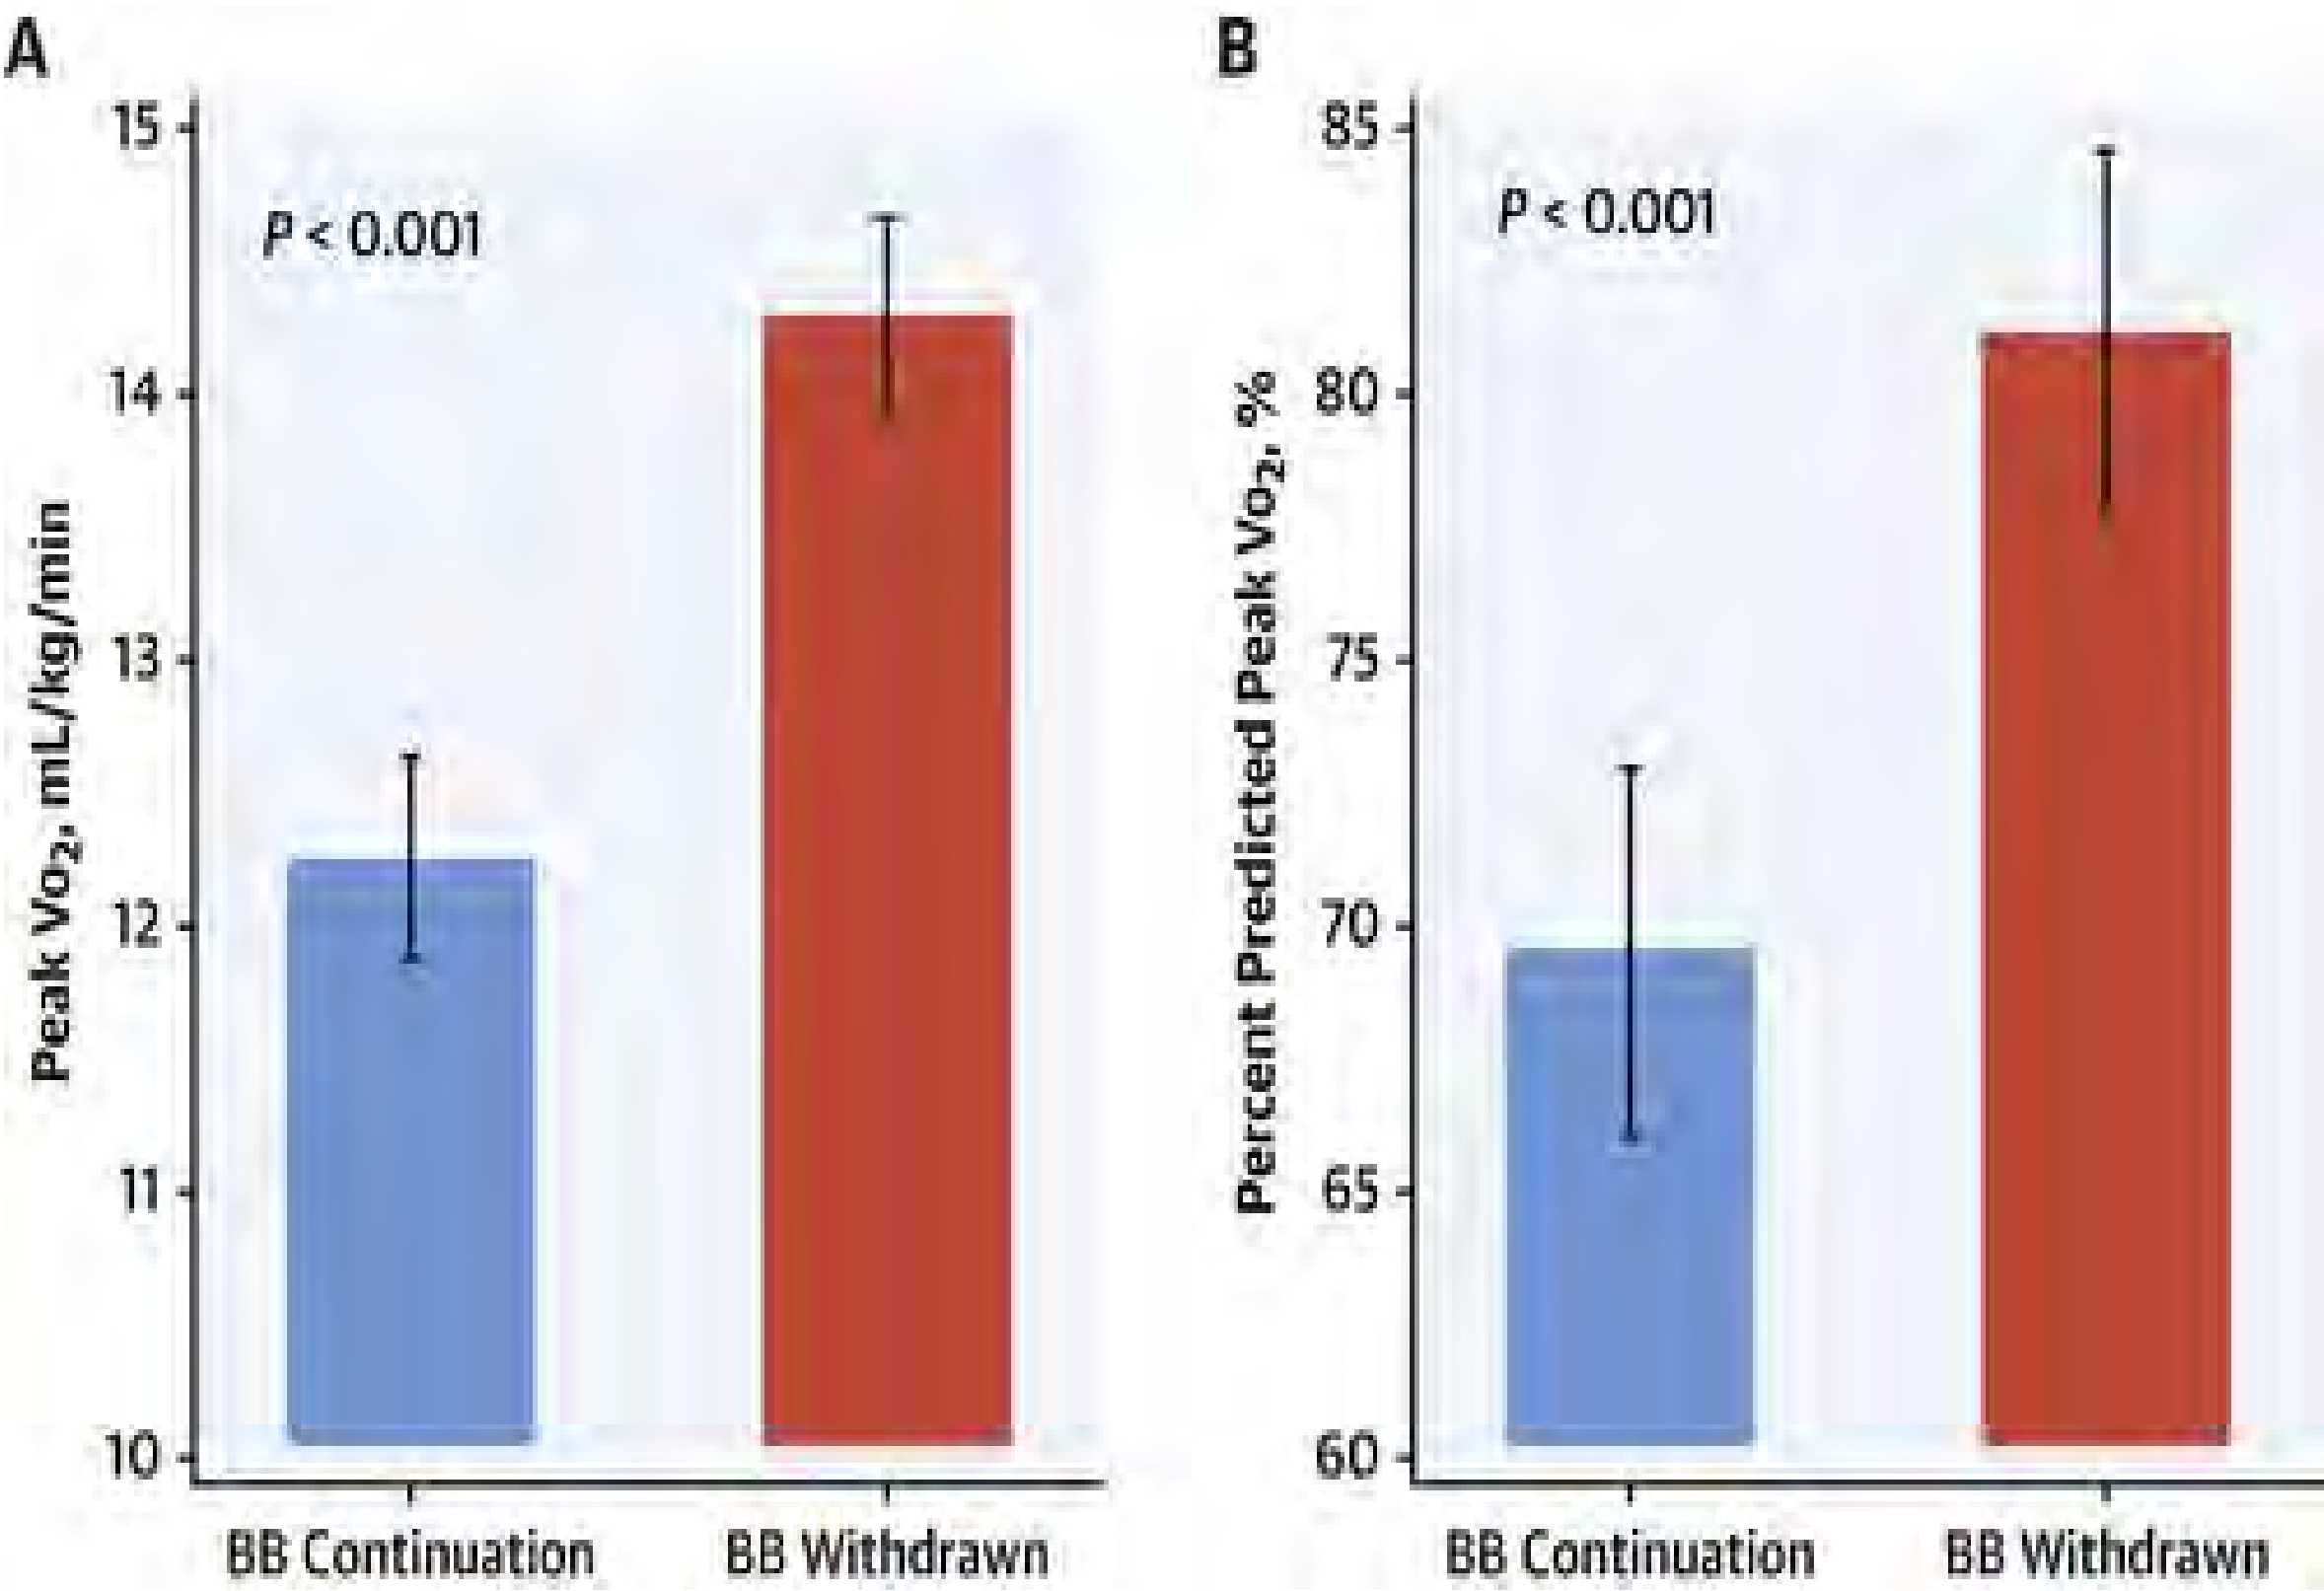 A
15
14
13
12
11
10
Peak Vo₂, mL/kg/min
P < 0.001
BB Continuation
BB Withdrawn
B
85
80
75
70
65
60
Percent Predicted Peak Vo₂, %
P < 0.001
BB Continuation
BB Withdrawn